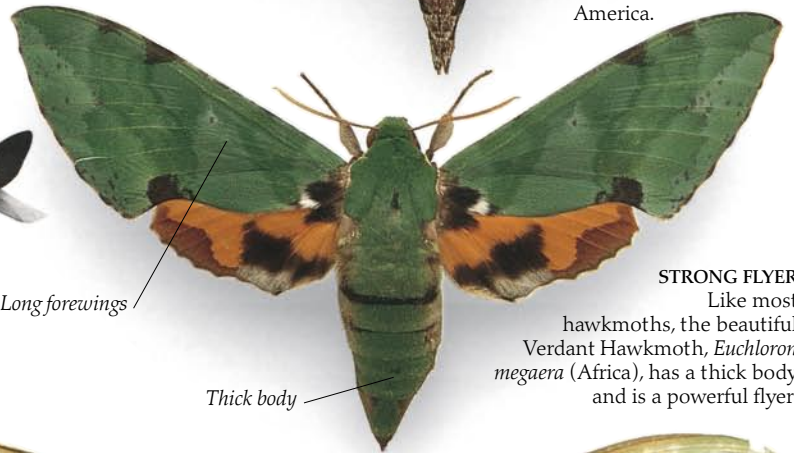 America.
Long forewings
Thick body
STRONG FLYER
Like most
hawkmoths, the beautiful
Verdant Hawkmoth, Euchloron
megaera (Africa), has a thick body
and is a powerful flyer